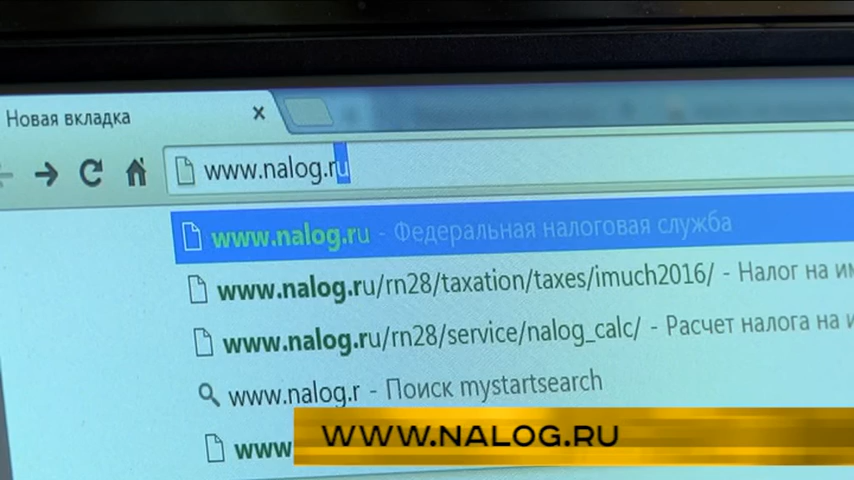 Новая вкладка
www.nalog.ru
www.nalog.ru - Федеральная налоговая служба
www.nalog.ru/rn28/taxation/taxes/imuch2016/ - Налог на им
www.nalog.ru/rn28/service/nalog_calc/ - Расчет налога на и
www.nalog.r - Поиск mystartsearch
www
WWW.NALOG.RU